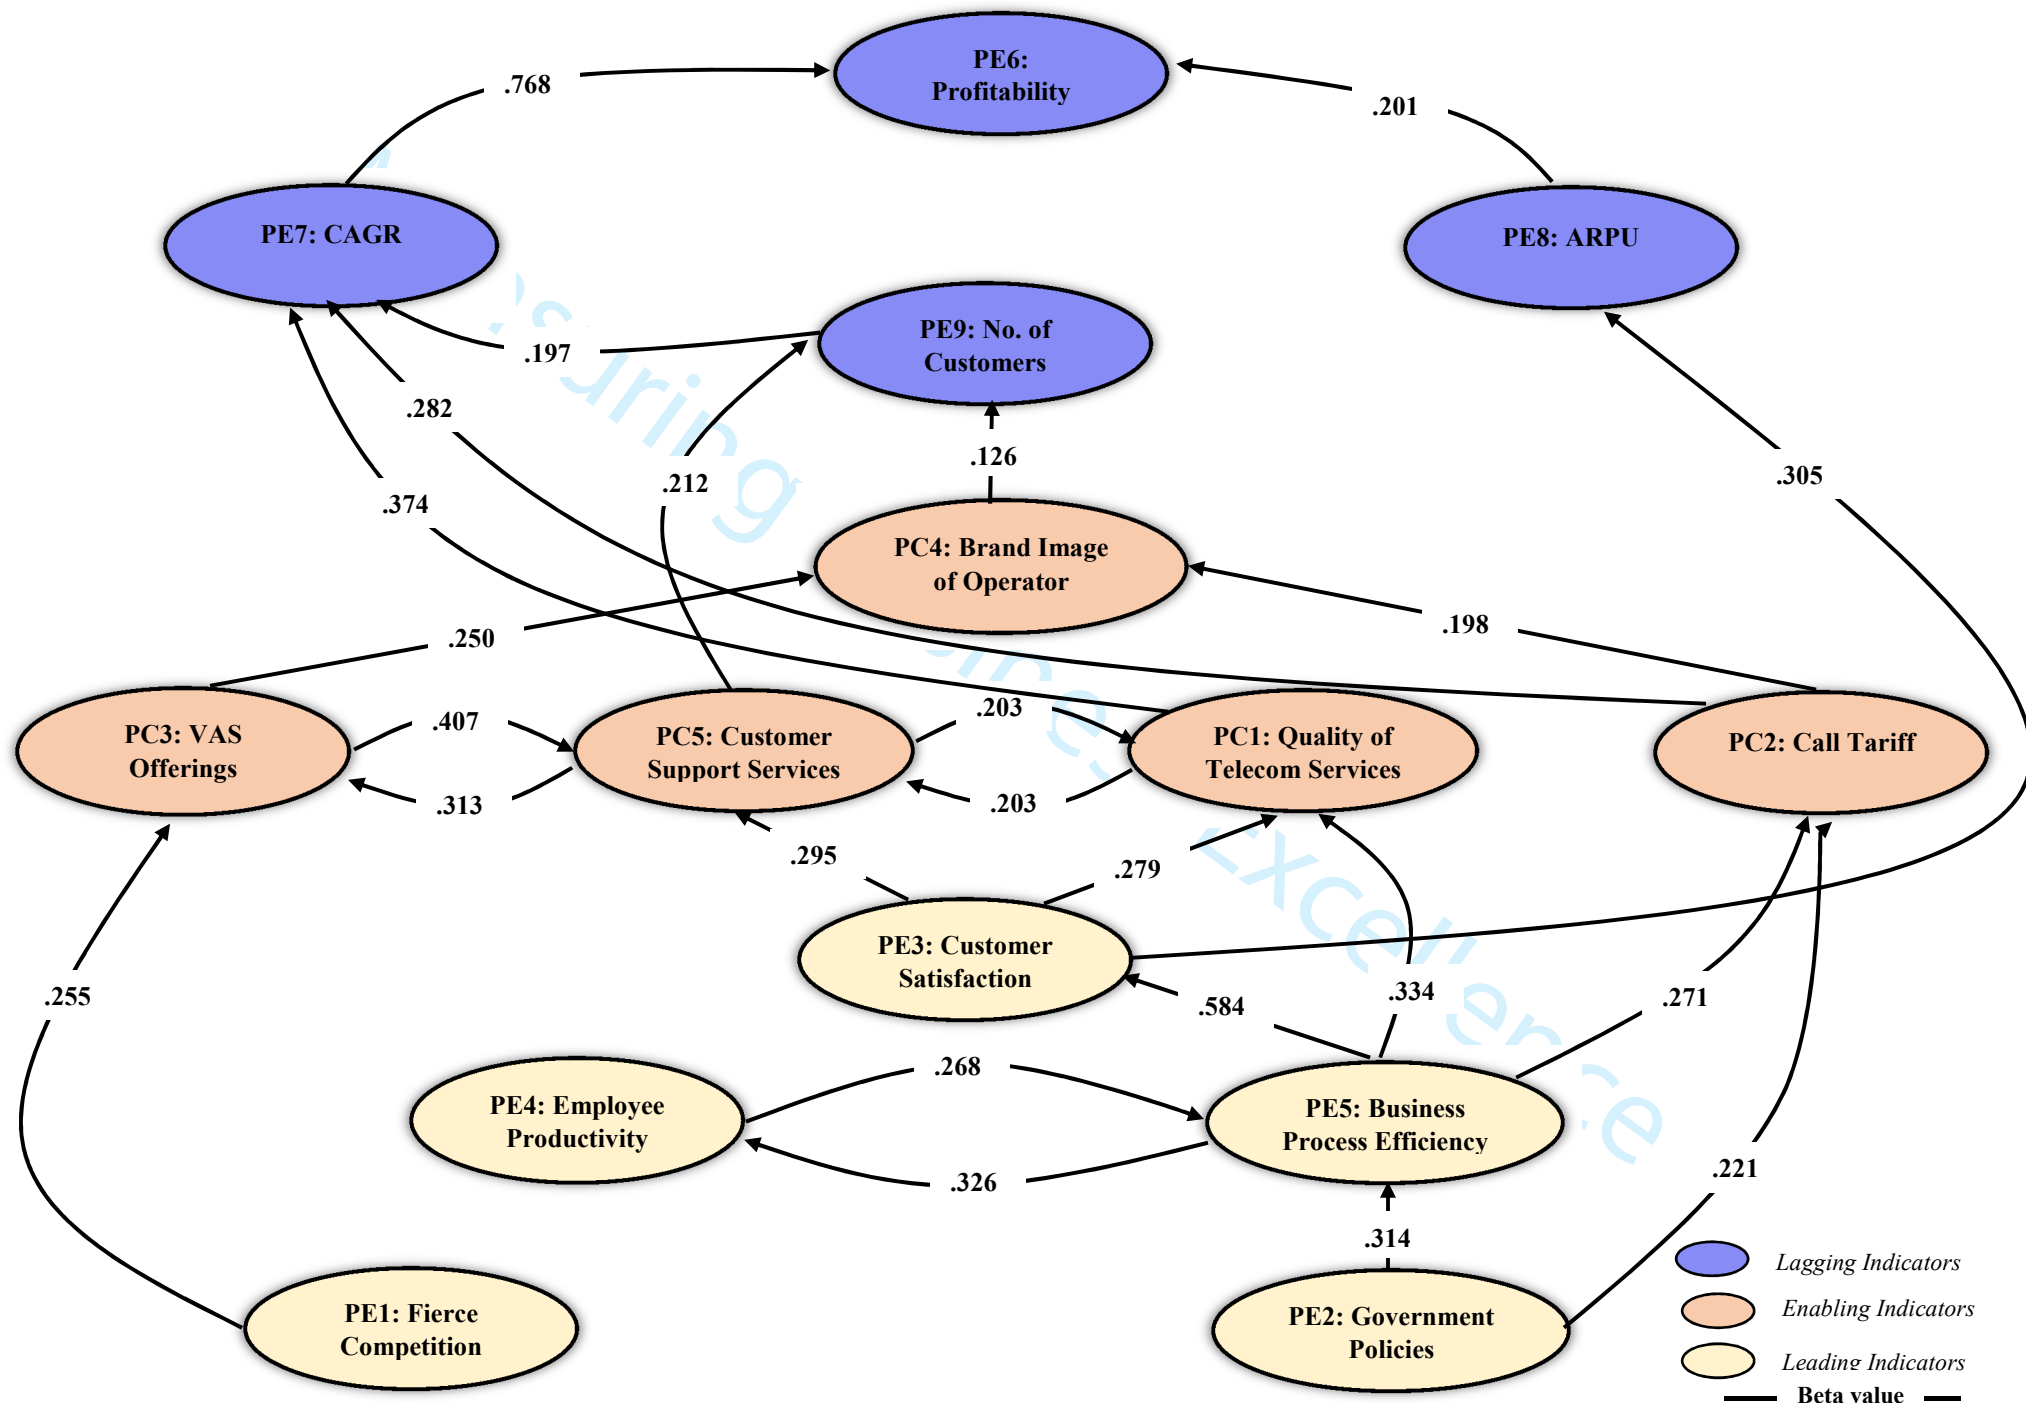 PE6:
Profitability
.768
.201
PE7: CAGR
PE8: ARPU
PE9: No. of
Customers
.197
.282
.126
.212
.305
.374
PC4: Brand Image
of Operator
.250
.198
PC3: VAS
Offerings
.407
PC5: Customer
Support Services
.203
PC1: Quality of
Telecom Services
PC2: Call Tariff
.313
.203
.295
.279
PE3: Customer
Satisfaction
.255
.584
.334
.271
.268
PE4: Employee
Productivity
PE5: Business
Process Efficiency
.326
.221
.314
PE1: Fierce
Competition
PE2: Government
Policies
Lagging Indicators
Enabling Indicators
Leading Indicators
Beta value
Excellence